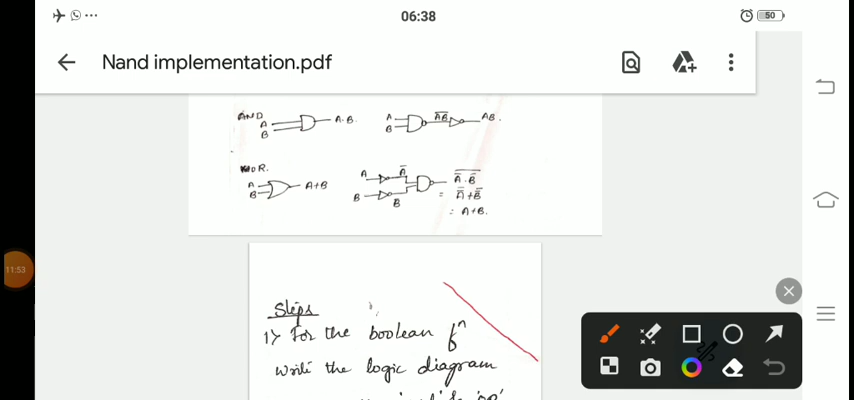 06:38
50
Nand implementation.pdf
AND
A
B
A·B.
A
B
A̅B̅
AB.
OR.
A
B
A+B
A
A̅
B
B
A̅·B̅
= A̅+B̅
: A+B.
11:53
Steps
1) For the boolean fⁿ
write the logic diagram